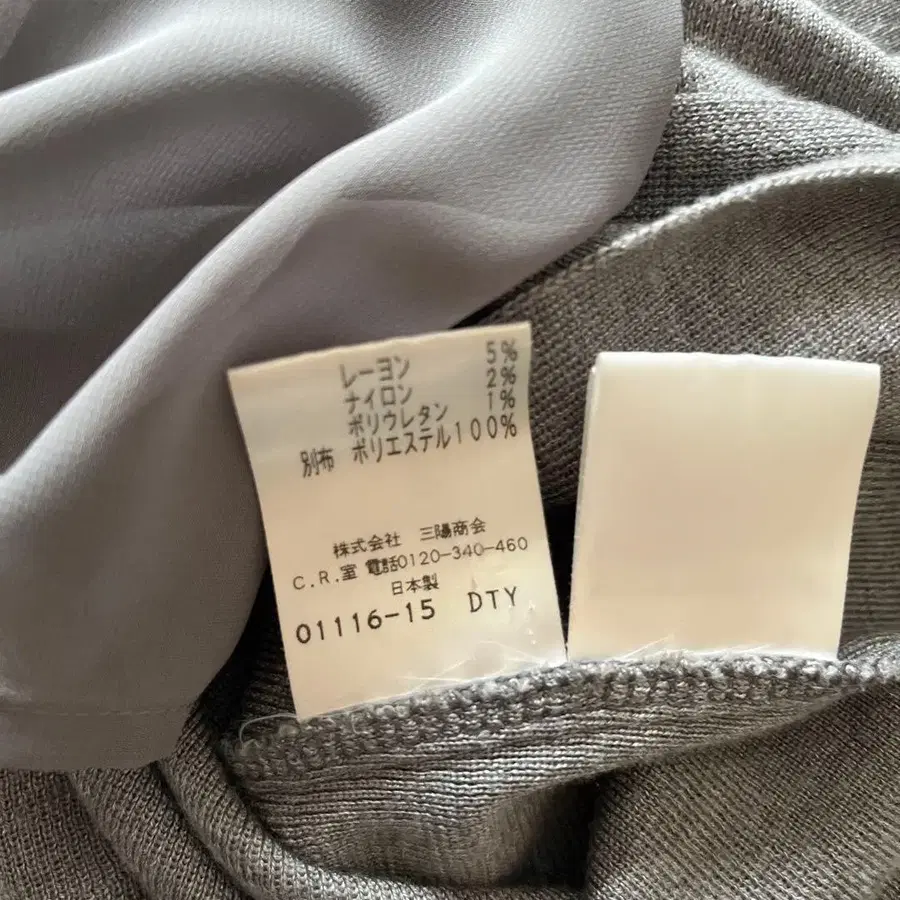 レーヨン 5%
ナイロン 2%
ポリウレタン 1%
別布 ポリエステル100%
株式会社 三陽商会
C.R.室 電話0120-340-460
日本製
01116-15 DTY